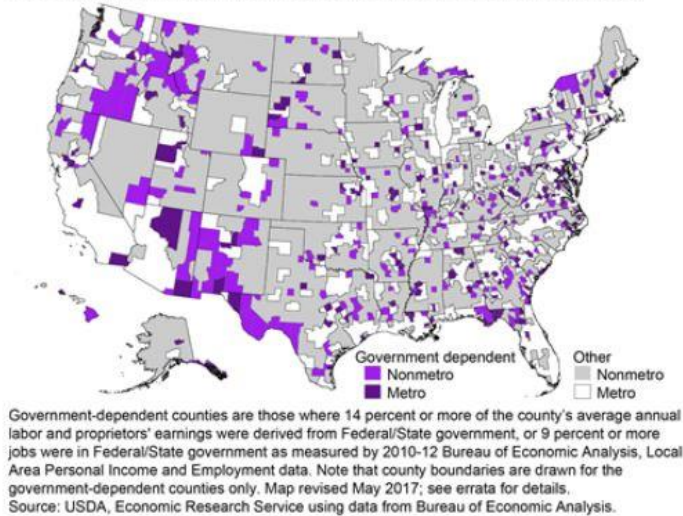 Government dependent
Nonmetro
Metro
Other
Nonmetro
Metro
Government-dependent counties are those where 14 percent or more of the county's average annual
labor and proprietors' earnings were derived from Federal/State government, or 9 percent or more
jobs were in Federal/State government as measured by 2010-12 Bureau of Economic Analysis, Local
Area Personal Income and Employment data. Note that county boundaries are drawn for the
government-dependent counties only. Map revised May 2017; see errata for details.
Source: USDA, Economic Research Service using data from Bureau of Economic Analysis.